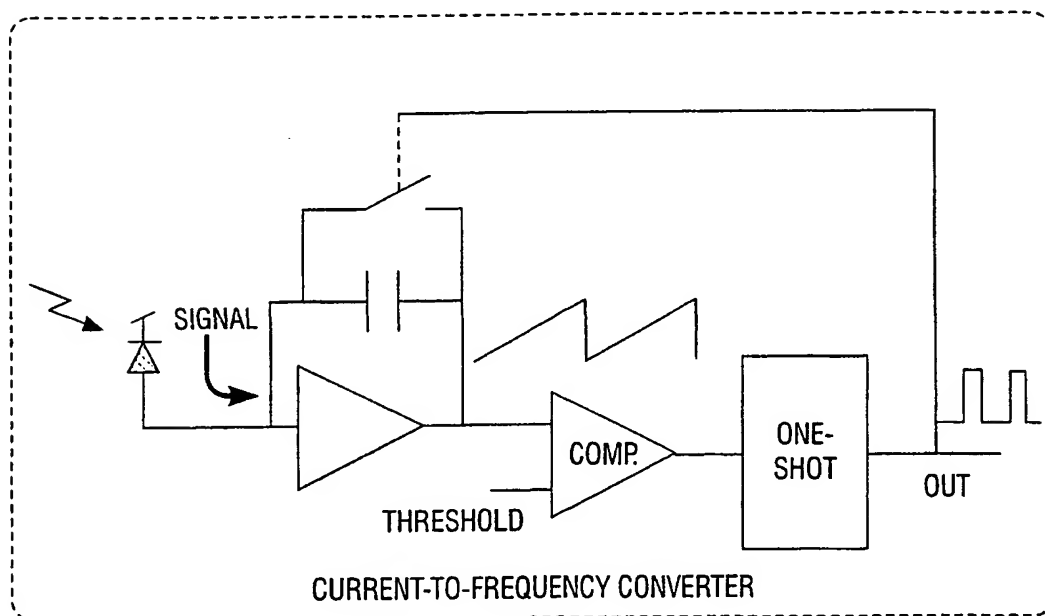 SIGNAL
COMP.
ONE-
SHOT
THRESHOLD
OUT
CURRENT-TO-FREQUENCY CONVERTER